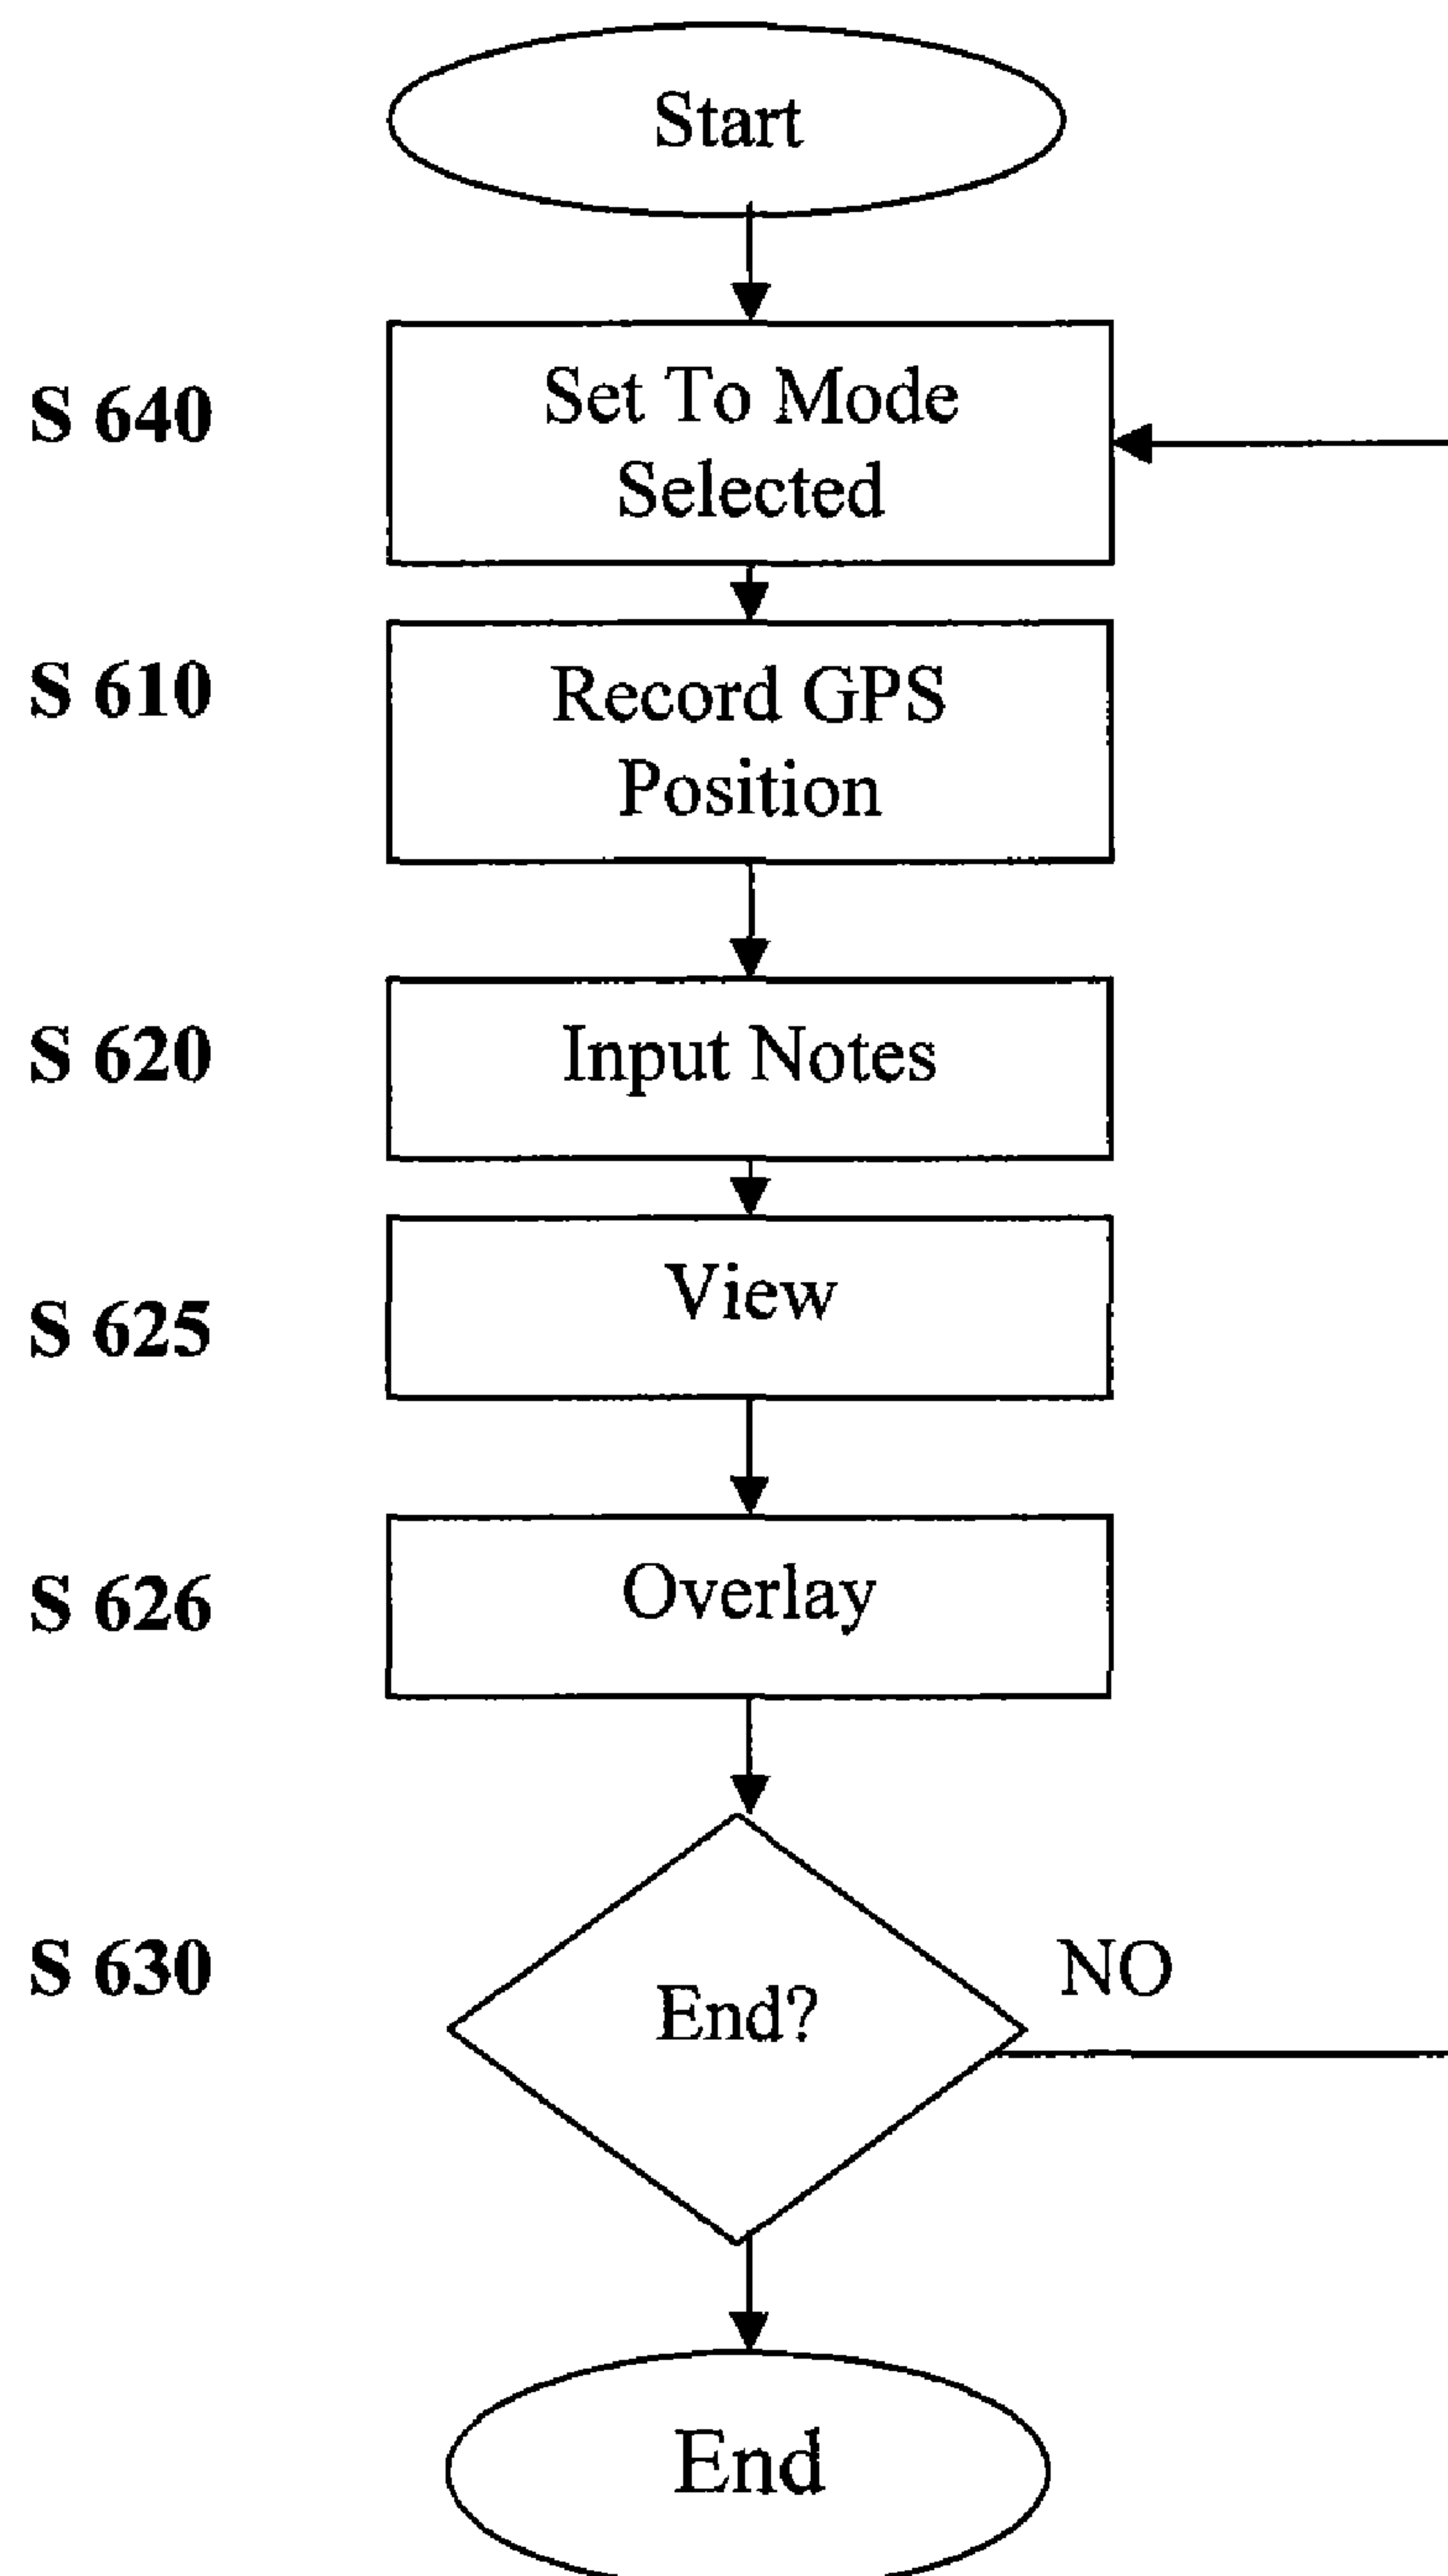 Start
S 640
Set To Mode
Selected
S 610
Record GPS
Position
S 620
Input Notes
S 625
View
S 626
Overlay
S 630
End?
NO
End